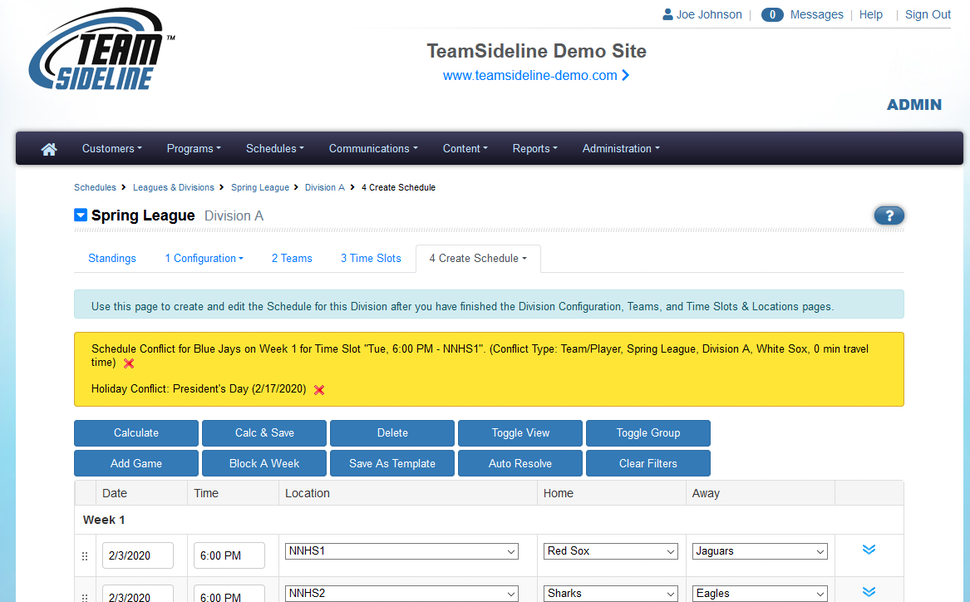 Joe Johnson | 0 Messages | Help | Sign Out
TEAM™
SIDELINE
TeamSideline Demo Site
www.teamsideline-demo.com
ADMIN
Customers Programs Schedules Communications Content Reports Administration
Schedules Leagues & Divisions Spring League Division A 4 Create Schedule
Spring League Division A ?
Standings 1 Configuration 2 Teams 3 Time Slots 4 Create Schedule
Use this page to create and edit the Schedule for this Division after you have finished the Division Configuration, Teams, and Time Slots & Locations pages.
Schedule Conflict for Blue Jays on Week 1 for Time Slot "Tue, 6:00 PM - NNHS1". (Conflict Type: Team/Player, Spring League, Division A, White Sox, 0 min travel
time)
Holiday Conflict: President's Day (2/17/2020)
Calculate Calc & Save Delete Toggle View Toggle Group
Add Game Block A Week Save As Template Auto Resolve Clear Filters
Date Time Location Home Away
Week 1
2/3/2020 6:00 PM NNHS1 Red Sox Jaguars
2/3/2020 6:00 PM NNHS2 Sharks Eagles